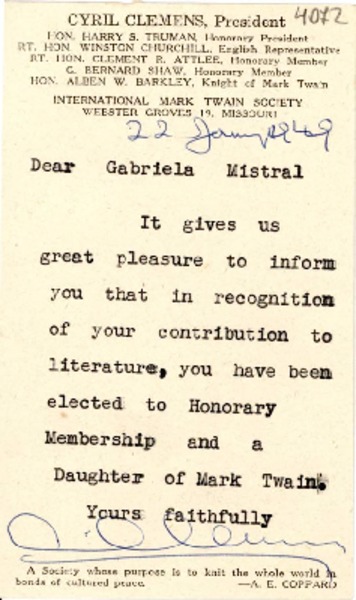 4072
CYRIL CLEMENS, President
HON. HARRY S. TRUMAN, Honorary President
RT. HON. WINSTON CHURCHILL, English Representative
RT. HON. CLEMENT R. ATTLEE, Honorary Member
G. BERNARD SHAW, Honorary Member
HON. ALBEN W. BARKLEY, Knight of Mark Twain
INTERNATIONAL MARK TWAIN SOCIETY
WEBSTER GROVES 19, MISSOURI
22 1949
Dear Gabriela Mistral
It gives us
great pleasure to inform
you that in recognition
of your contribution to
literature, you have been
elected to Honorary
Membership and a
Daughter of Mark Twain.
Yours faithfully
A Society whose purpose is to knit the whole world in
bonds of cultured peace. —A. E. COPPARD